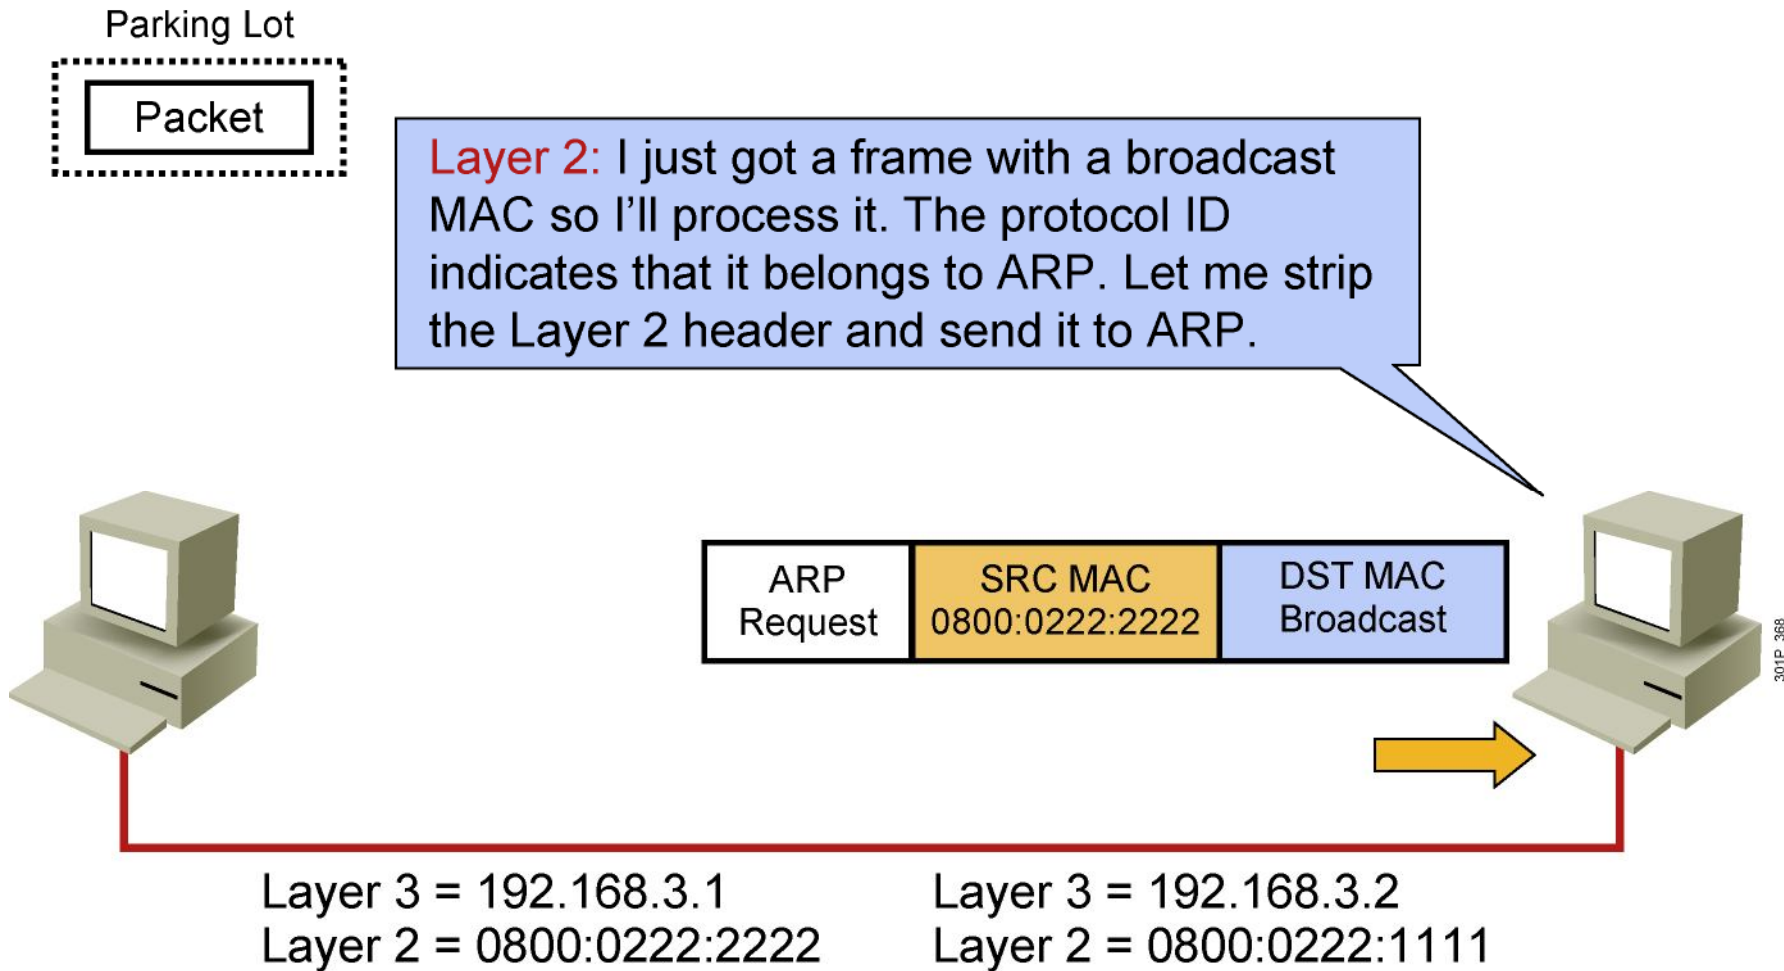 Parking Lot
Packet
Layer 2: I just got a frame with a broadcast
MAC so I’ll process it. The protocol ID
indicates that it belongs to ARP. Let me strip
the Layer 2 header and send it to ARP.
ARP
Request
SRC MAC
0800:0222:2222
DST MAC
Broadcast
301P_368
Layer 3 = 192.168.3.1
Layer 2 = 0800:0222:2222
Layer 3 = 192.168.3.2
Layer 2 = 0800:0222:1111